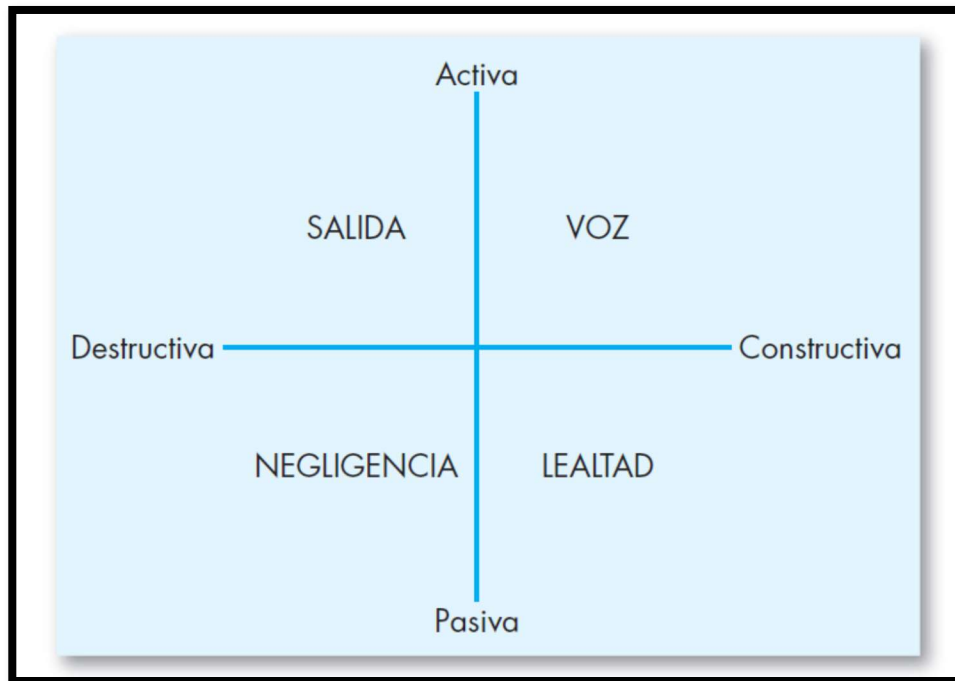 Activa
SALIDA VOZ
Destructiva Constructiva
NEGLIGENCIA LEALTAD
Pasiva